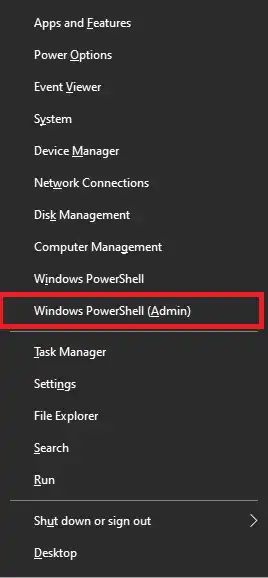 Apps and Features
Power Options
Event Viewer
System
Device Manager
Network Connections
Disk Management
Computer Management
Windows PowerShell
Windows PowerShell (Admin)
Task Manager
Settings
File Explorer
Search
Run
Shut down or sign out
Desktop